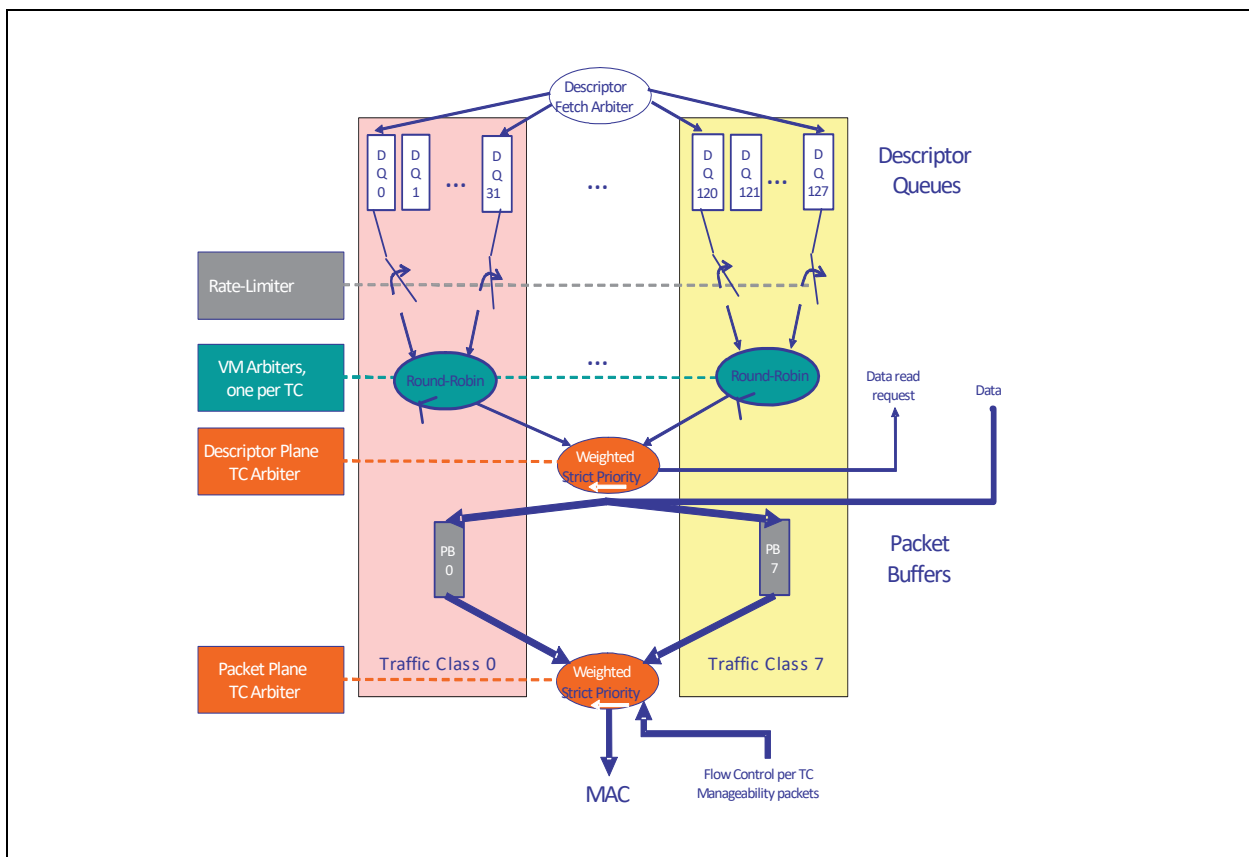 Descriptor
Fetch Arbiter
D
Q
0
D
Q
1
...
D
Q
31
...
D
Q
120
D
Q
121
...
D
Q
127
Descriptor
Queues
Rate-Limiter
VM Arbiters,
one per TC
Round-Robin
...
Round-Robin
Data read
request
Data
Descriptor Plane
TC Arbiter
Weighted
Strict Priority
PB
0
PB
7
Packet
Buffers
Packet Plane
TC Arbiter
Traffic Class 0
Weighted
Strict Priority
Traffic Class 7
MAC
Flow Control per TC
Manageability packets